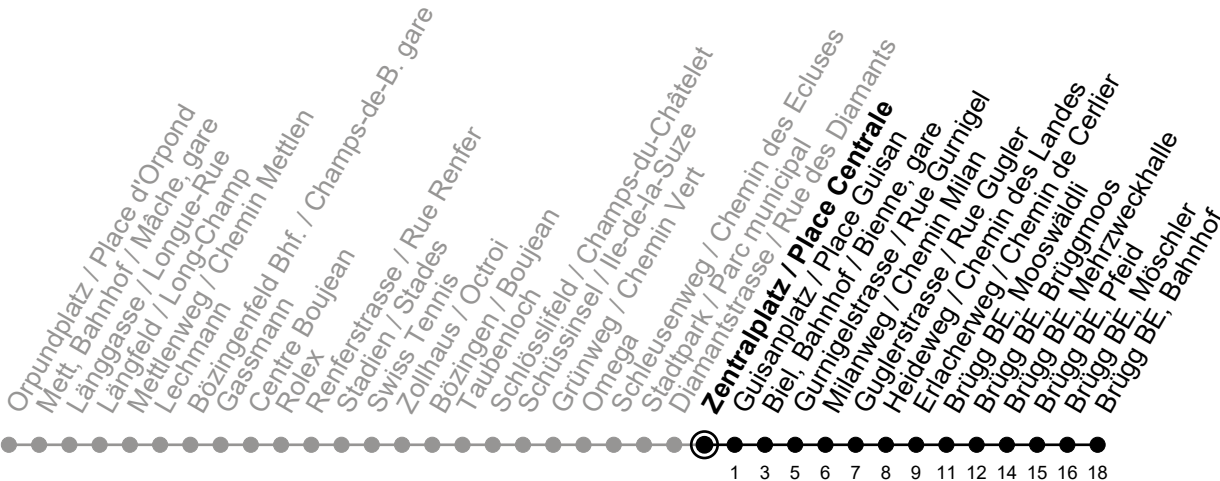 Orpundplatz / Place d'Orpond
Mett, Bahnhof / Mâche, gare
Länggasse / Longue-Rue
Längfeld / Long-Champ
Mettlenweg / Chemin Mettlen
Lechmann
Bözingenfeld Bhf. / Champs-de-B. gare
Gassmann
Centre Boujean
Rolex
Renferstrasse / Rue Renfer
Stadien / Stades
Swiss Tennis
Zollhaus / Octroi
Bözingen / Boujean
Taubenloch
Schlösslifeld / Champs-du-Châtelet
Schüssinsel / Ile-de-la-Suze
Grünweg / Chemin Vert
Omega
Schleusenweg / Chemin des Ecluses
Stadtpark / Parc municipal
Diamantstrasse / Rue des Diamants
Zentralplatz / Place Centrale
Guisanplatz / Place Guisan
Biel, Bahnhof / Bienne, gare
Gurnigelstrasse / Rue Gurnigel
Milanweg / Chemin Milan
Guglerstrasse / Rue Gugler
Heideweg / Chemin des Landes
Erlacherweg / Chemin de Cerlier
Brügg BE, Mooswäldli
Brügg BE, Brüggmoos
Brügg BE, Mehrzweckhalle
Brügg BE, Pfeid
Brügg BE, Möschler
Brügg BE, Bahnhof
1 3 5 6 7 8 9 11 12 14 15 16 18